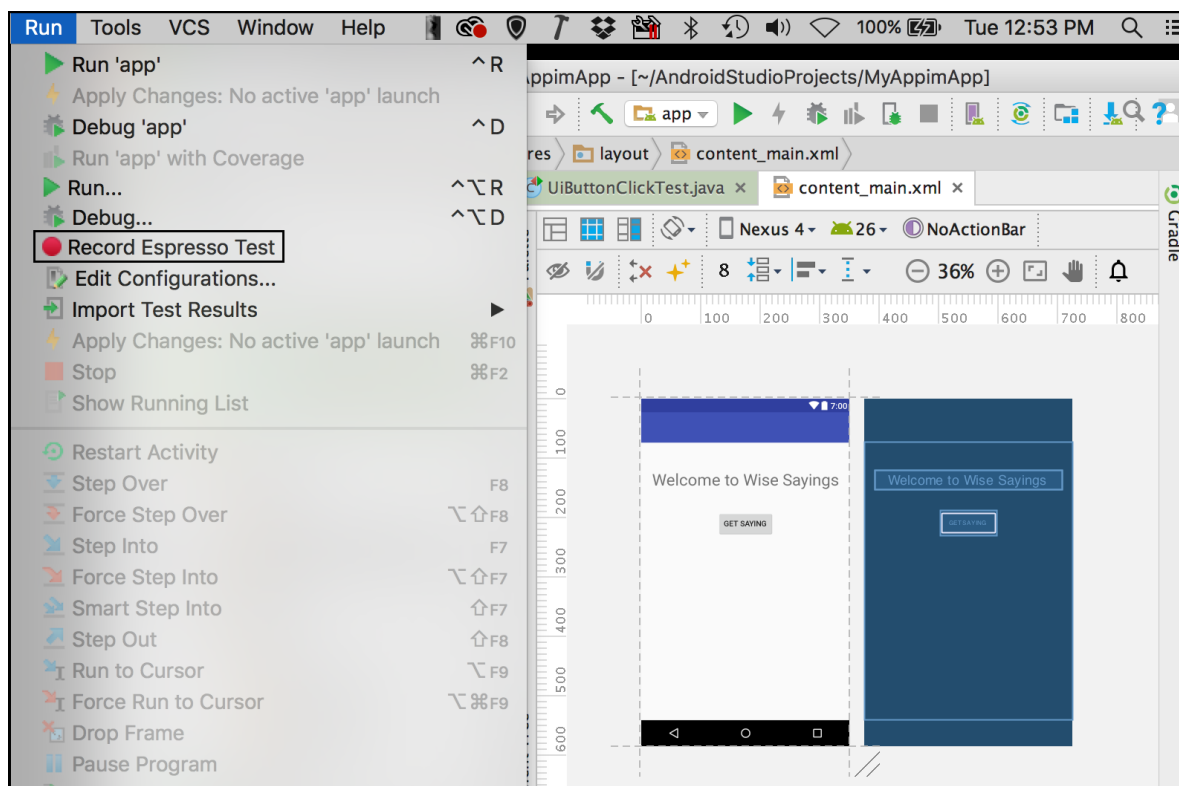 Run Tools VCS Window Help 100% Tue 12:53 PM
Run 'app' ^R
Apply Changes: No active 'app' launch
Debug 'app' ^D
Run 'app' with Coverage
Run... ^⌥R
Debug... ^⌥D
Record Espresso Test
Edit Configurations...
Import Test Results
Apply Changes: No active 'app' launch ⌘F10
Stop ⌘F2
Show Running List
Restart Activity
Step Over F8
Force Step Over ⌥⇧F8
Step Into F7
Force Step Into ⌥⇧F7
Smart Step Into ⇧F7
Step Out ⇧F8
Run to Cursor ⌥F9
Force Run to Cursor ⌥⌘F9
Drop Frame
Pause Program
AppimApp - [~/AndroidStudioProjects/MyAppimApp]
app
res layout content_main.xml
UiButtonClickTest.java content_main.xml
Nexus 4 26 NoActionBar
8 36%
0 100 200 300 400 500 600 700 800
0
100
200
300
400
500
600
7:00
Welcome to Wise Sayings
GET SAYING
Welcome to Wise Sayings
GET SAYING
Gradle